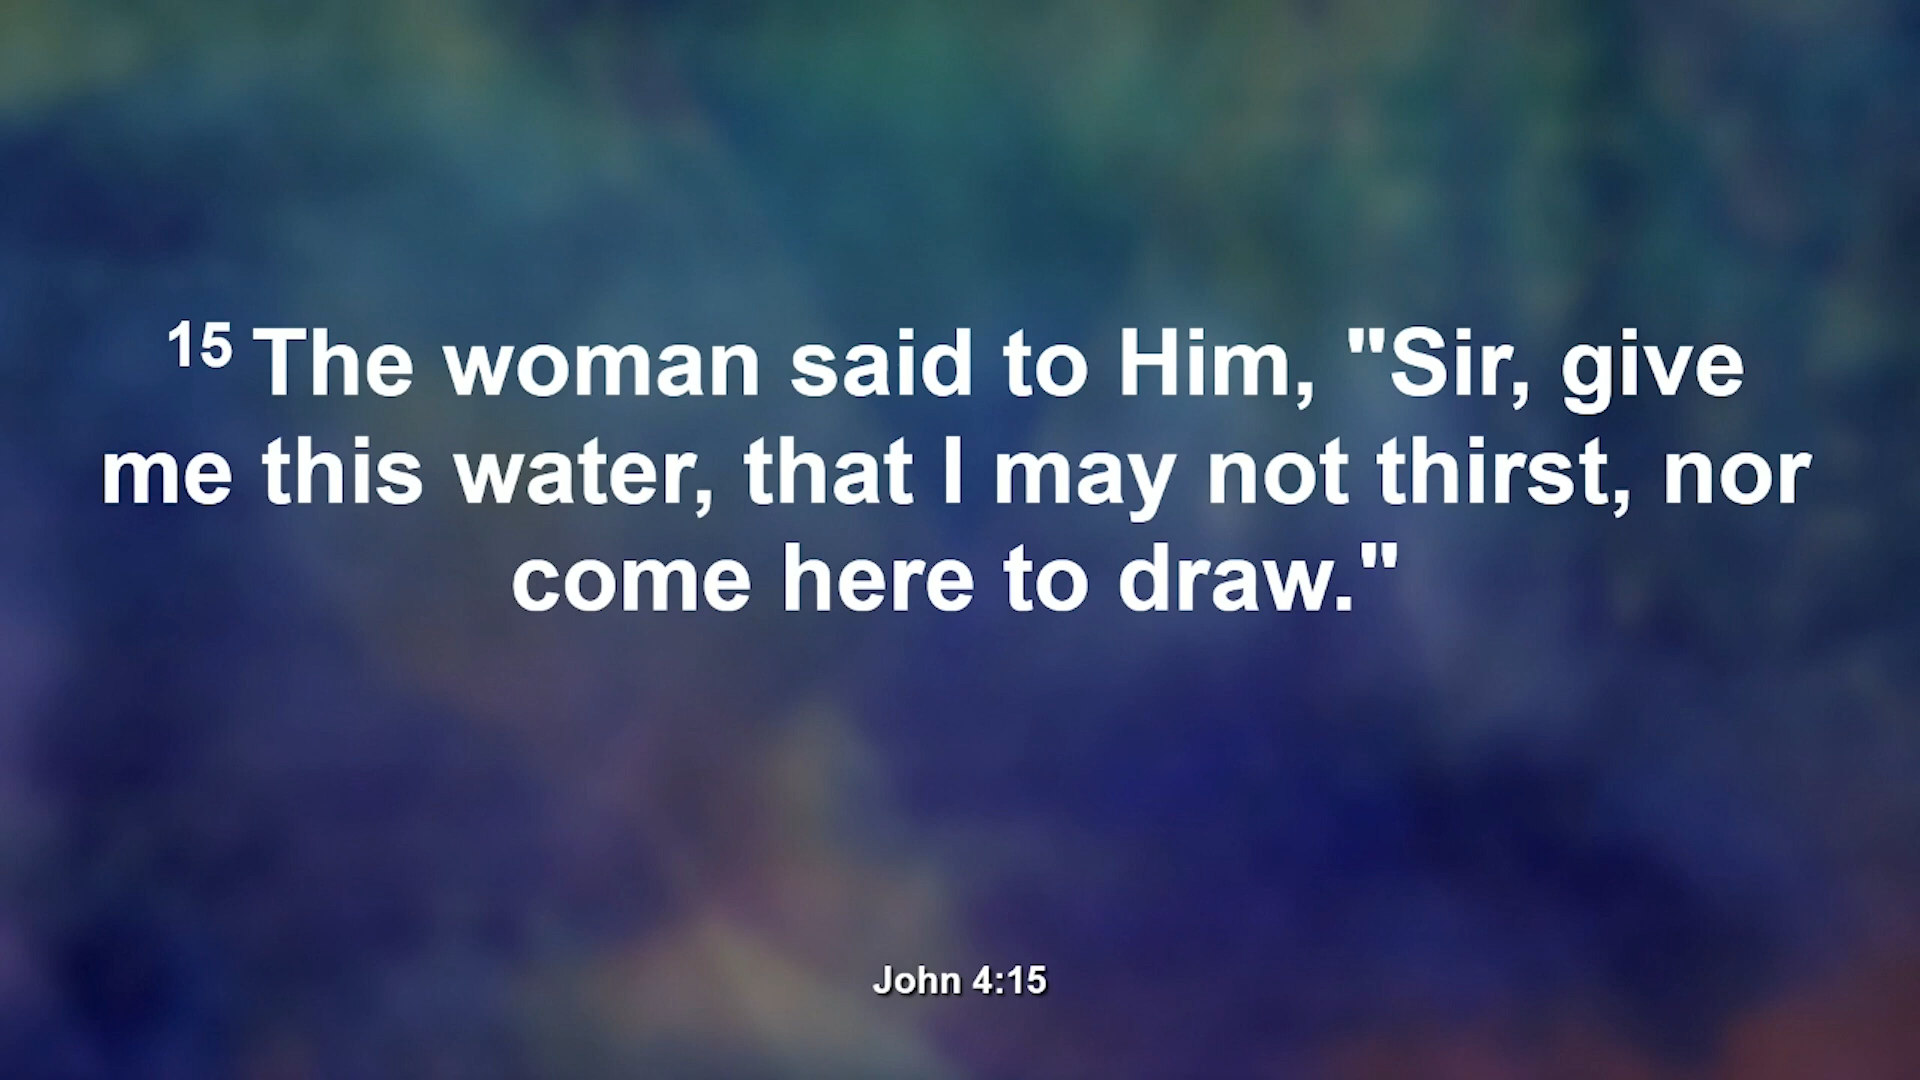 15 The woman said to Him, "Sir, give
me this water, that I may not thirst, nor
come here to draw."
John 4:15